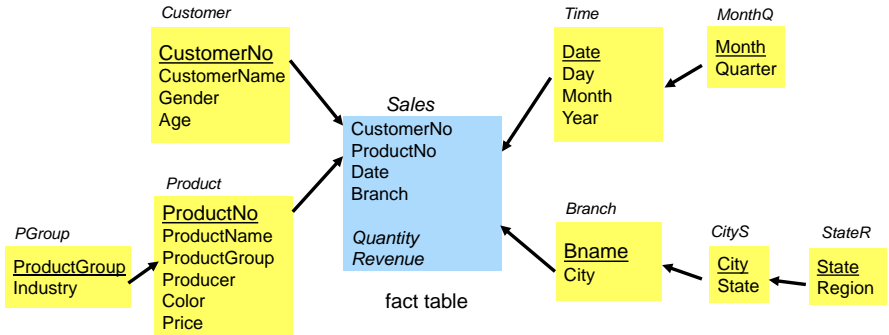 Customer
CustomerNo
CustomerName
Gender
Age
Time
Date
Day
Month
Year
MonthQ
Month
Quarter
Sales
CustomerNo
ProductNo
Date
Branch
Quantity
Revenue
fact table
Product
ProductNo
ProductName
ProductGroup
Producer
Color
Price
PGroup
ProductGroup
Industry
Branch
Bname
City
CityS
City
State
StateR
State
Region